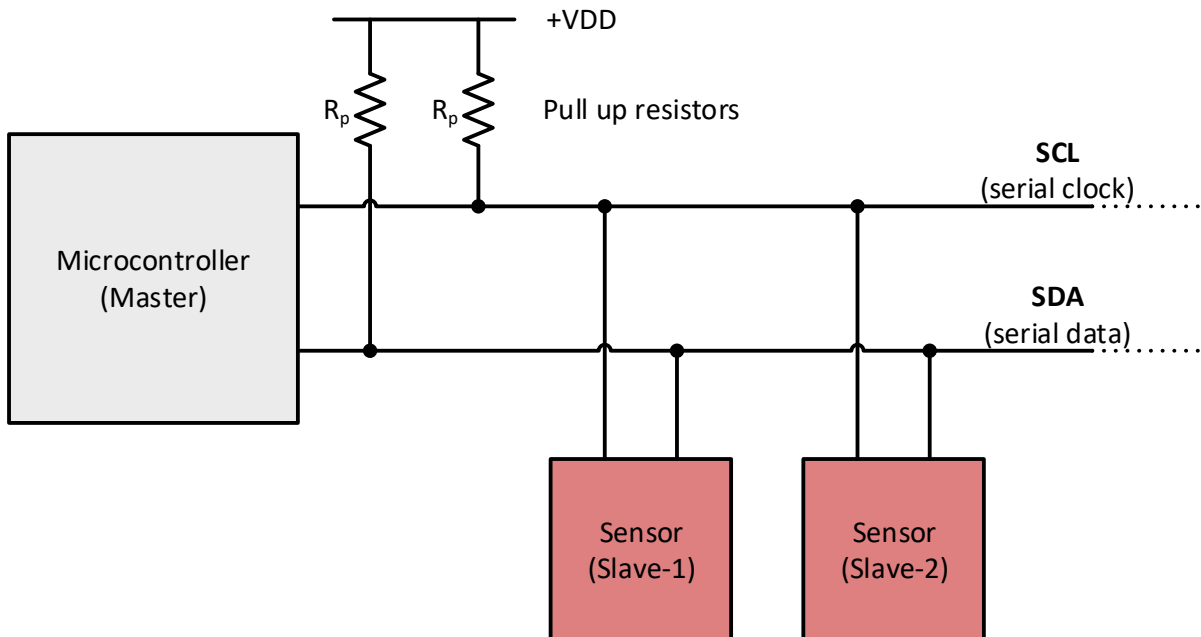 +VDD
Rp
Rp
Pull up resistors
SCL
(serial clock)
Microcontroller
(Master)
SDA
(serial data)
Sensor
(Slave-1)
Sensor
(Slave-2)